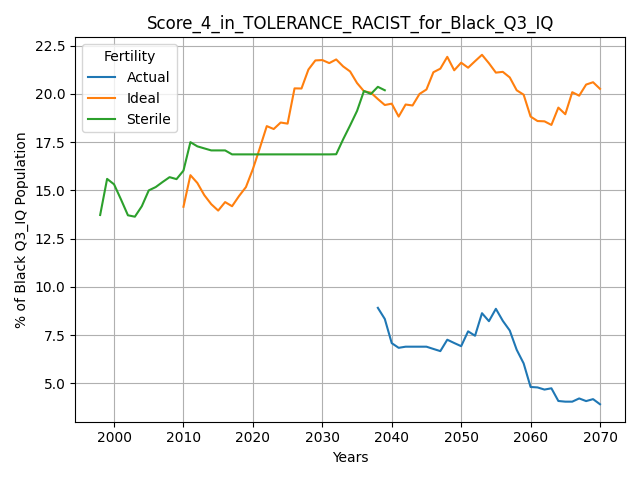 Score_4_in_TOLERANCE_RACIST_for_Black_Q3_IQ
Fertility
Actual
Ideal
Sterile
% of Black Q3_IQ Population
22.5
20.0
17.5
15.0
12.5
10.0
7.5
5.0
2000 2010 2020 2030 2040 2050 2060 2070
Years